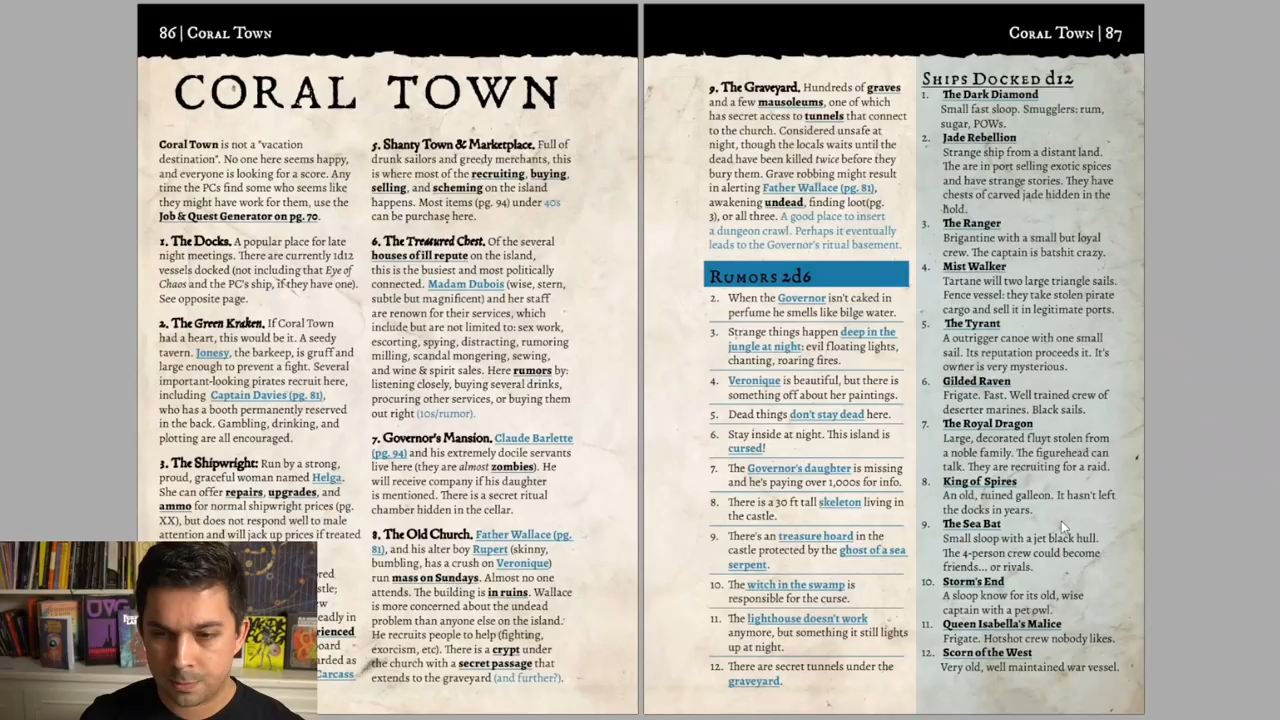 86 | Coral Town
CORAL TOWN
Coral Town is not a "vacation
destination". No one here seems happy,
and everyone is looking for a score. Any
time the PCs find some who seems like
they might have work for them, use the
Job & Quest Generator on pg. 70.
1. The Docks. A popular place for late
night meetings. There are currently 1d12
vessels docked (not including that Eye of
Chaos and the PC's ship, if they have one).
See opposite page.
2. The Green Kraken. If Coral Town
had a heart, this would be it. A seedy
tavern. Jonesy, the barkeep, is gruff and
large enough to prevent a fight. Several
important-looking pirates recruit here,
including Captain Davies (pg. 81),
who has a booth permanently reserved
in the back. Gambling, drinking, and
plotting are all encouraged.
3. The Shipwright: Run by a strong,
proud, graceful woman named Helga.
She can offer repairs, upgrades, and
ammo for normal shipwright prices (pg.
XX), but does not respond well to male
attention and will jack up prices if treated
ored
stle;
ew
eadly in
rienced
oard
arded as
Carcass
5. Shanty Town & Marketplace. Full of
drunk sailors and greedy merchants, this
is where most of the recruiting, buying,
selling, and scheming on the island
happens. Most items (pg. 94) under 40s
can be purchase here.
6. The Treasured Chest. Of the several
houses of ill repute on the island,
this is the busiest and most politically
connected. Madam Dubois (wise, stern,
subtle but magnificent) and her staff
are renown for their services, which
include but are not limited to: sex work,
escorting, spying, distracting, rumoring
milling, scandal mongering, sewing,
and wine & spirit sales. Here rumors by:
listening closely, buying several drinks,
procuring other services, or buying them
out right (10s/rumor).
7. Governor's Mansion. Claude Barlette
(pg. 94) and his extremely docile servants
live here (they are almost zombies). He
will receive company if his daughter
is mentioned. There is a secret ritual
chamber hidden in the cellar.
8. The Old Church. Father Wallace (pg.
81), and his alter boy Rupert (skinny,
bumbling, has a crush on Veronique)
run mass on Sundays. Almost no one
attends. The building is in ruins. Wallace
is more concerned about the undead
problem than anyone else on the island.
He recruits people to help (fighting,
exorcism, etc). There is a crypt under
the church with a secret passage that
extends to the graveyard (and further?).
Coral Town | 87
9. The Graveyard. Hundreds of graves
and a few mausoleums, one of which
has secret access to tunnels that connect
to the church. Considered unsafe at
night, though the locals waits until the
dead have been killed twice before they
bury them. Grave robbing might result
in alerting Father Wallace (pg. 81),
awakening undead, finding loot(pg.
3), or all three. A good place to insert
a dungeon crawl. Perhaps it eventually
leads to the Governor's ritual basement.
Rumors 2d6
2. When the Governor isn't caked in
perfume he smells like bilge water.
3. Strange things happen deep in the
jungle at night: evil floating lights,
chanting, roaring fires.
4. Veronique is beautiful, but there is
something off about her paintings.
5. Dead things don't stay dead here.
6. Stay inside at night. This island is
cursed!
7. The Governor's daughter is missing
and he's paying over 1,000s for info.
8. There is a 30 ft tall skeleton living in
the castle.
9. There's an treasure hoard in the
castle protected by the ghost of a sea
serpent.
10. The witch in the swamp is
responsible for the curse.
11. The lighthouse doesn't work
anymore, but something it still lights
up at night.
12. There are secret tunnels under the
graveyard.
Ships Docked d12
1. The Dark Diamond
Small fast sloop. Smugglers: rum,
sugar, POWs.
2. Jade Rebellion
Strange ship from a distant land.
The are in port selling exotic spices
and have strange stories. They have
chests of carved jade hidden in the
hold.
3. The Ranger
Brigantine with a small but loyal
crew. The captain is batshit crazy.
4. Mist Walker
Tartane will two large triangle sails.
Fence vessel: they take stolen pirate
cargo and sell it in legitimate ports.
5. The Tyrant
A outrigger canoe with one small
sail. Its reputation proceeds it. It's
owner is very mysterious.
6. Gilded Raven
Frigate. Fast. Well trained crew of
deserter marines. Black sails.
7. The Royal Dragon
Large, decorated fluyt stolen from
a noble family. The figurehead can
talk. They are recruiting for a raid.
8. King of Spires
An old, ruined galleon. It hasn't left
the docks in years.
9. The Sea Bat
Small sloop with a jet black hull.
The 4-person crew could become
friends... or rivals.
10. Storm's End
A sloop know for its old, wise
captain with a pet owl.
11. Queen Isabella's Malice
Frigate. Hotshot crew nobody likes.
12. Scorn of the West
Very old, well maintained war vessel.
UVG